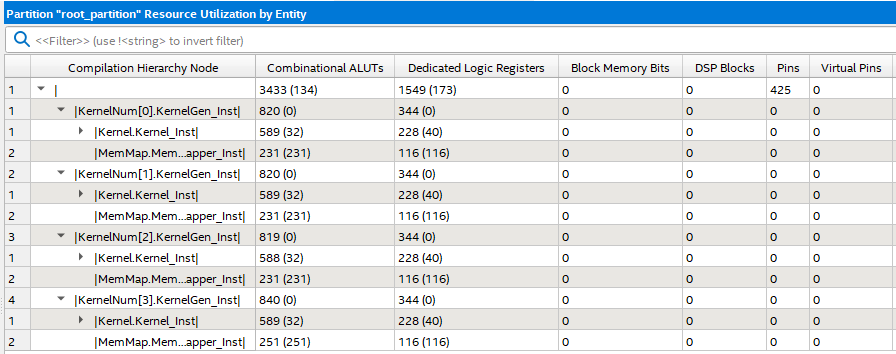 Partition "root_partition" Resource Utilization by Entity
<<Filter>> (use !<string> to invert filter)
Compilation Hierarchy Node Combinational ALUTs Dedicated Logic Registers Block Memory Bits DSP Blocks Pins Virtual Pins
1 | 3433 (134) 1549 (173) 0 0 425 0
1 |KernelNum[0].KernelGen_Inst| 820 (0) 344 (0) 0 0 0 0
1 |Kernel.Kernel_Inst| 589 (32) 228 (40) 0 0 0 0
2 |MemMap.Mem...apper_Inst| 231 (231) 116 (116) 0 0 0 0
2 |KernelNum[1].KernelGen_Inst| 820 (0) 344 (0) 0 0 0 0
1 |Kernel.Kernel_Inst| 589 (32) 228 (40) 0 0 0 0
2 |MemMap.Mem...apper_Inst| 231 (231) 116 (116) 0 0 0 0
3 |KernelNum[2].KernelGen_Inst| 819 (0) 344 (0) 0 0 0 0
1 |Kernel.Kernel_Inst| 588 (32) 228 (40) 0 0 0 0
2 |MemMap.Mem...apper_Inst| 231 (231) 116 (116) 0 0 0 0
4 |KernelNum[3].KernelGen_Inst| 840 (0) 344 (0) 0 0 0 0
1 |Kernel.Kernel_Inst| 589 (32) 228 (40) 0 0 0 0
2 |MemMap.Mem...apper_Inst| 251 (251) 116 (116) 0 0 0 0